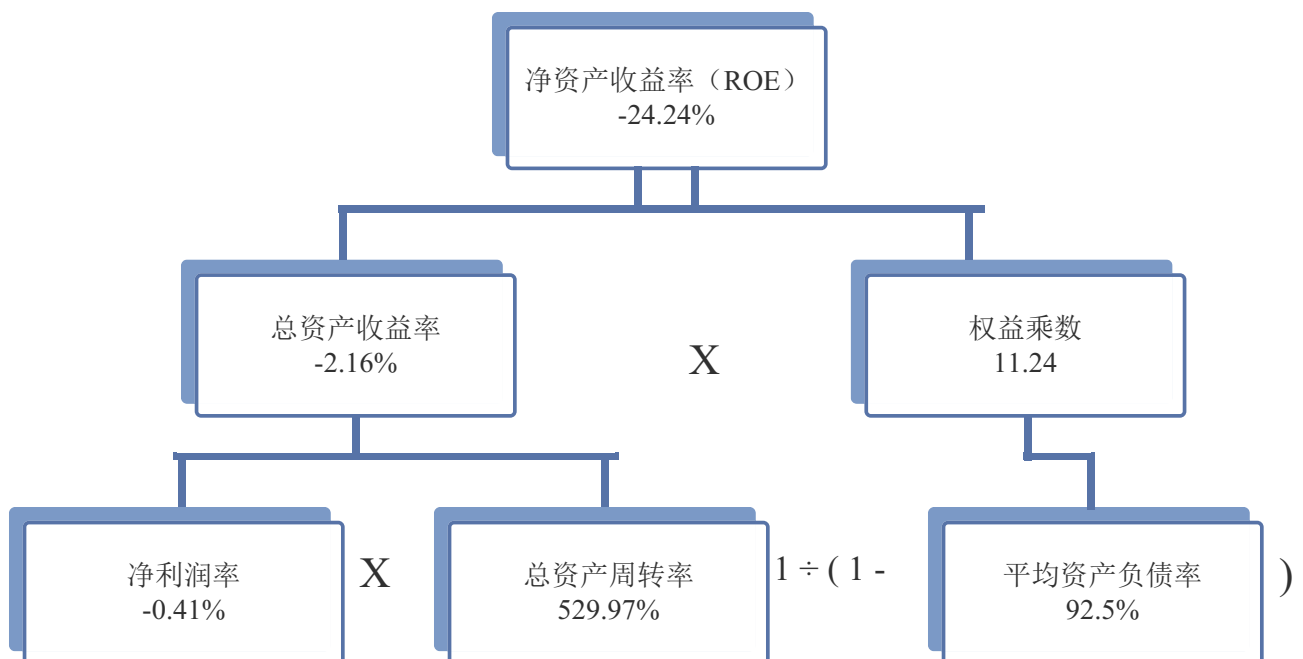 净资产收益率（ROE）
-24.24%
总资产收益率
-2.16%
X
权益乘数
11.24
净利润率
-0.41%
X
总资产周转率
529.97%
1 ÷ ( 1 -
平均资产负债率
92.5%
)